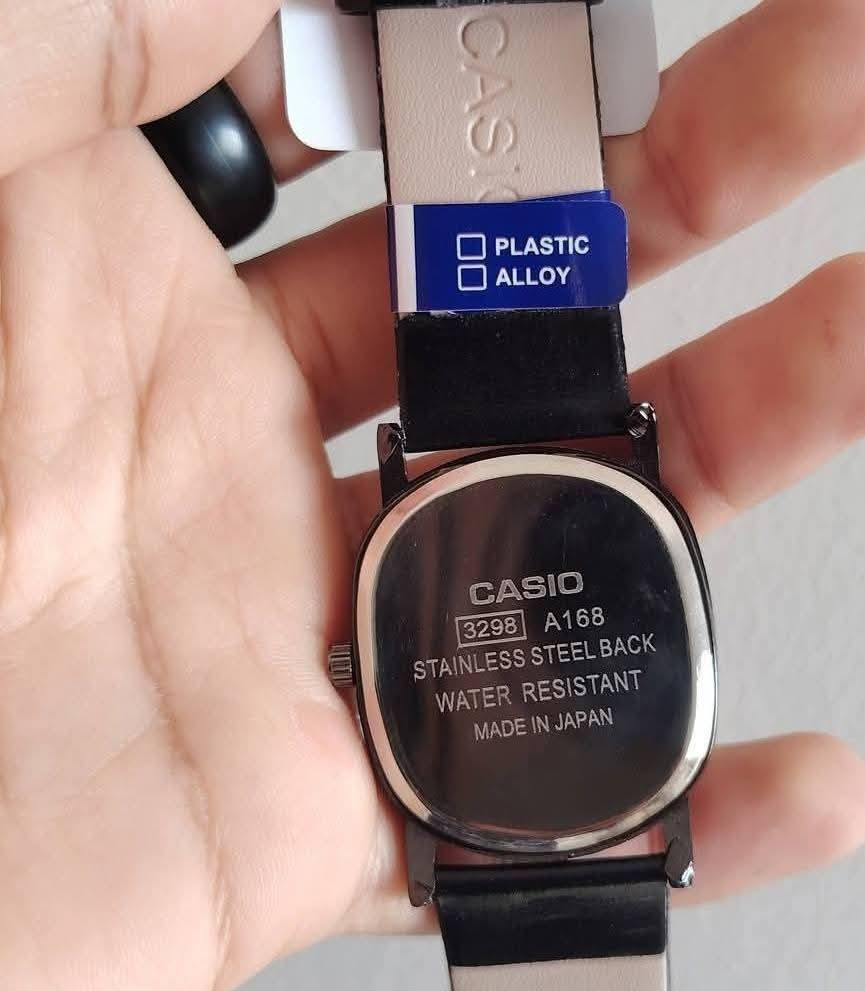 CASIO
PLASTIC
ALLOY
CASIO
3298 A168
STAINLESS STEEL BACK
WATER RESISTANT
MADE IN JAPAN